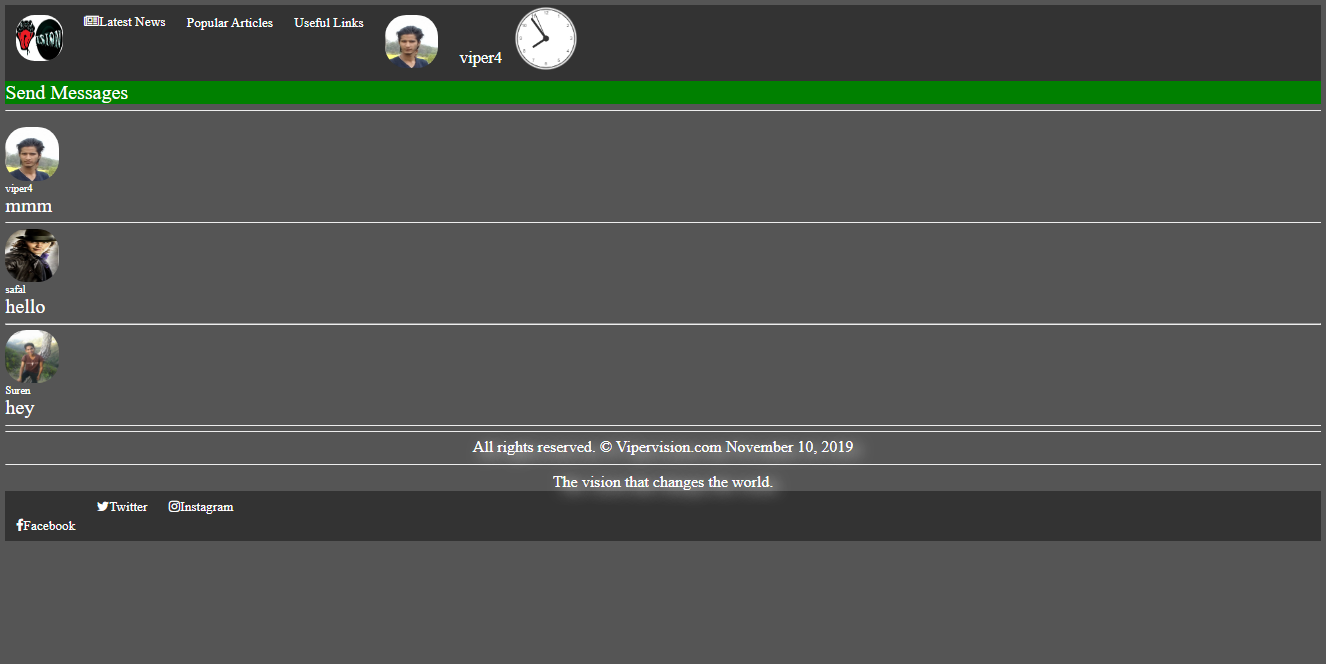 VISION Latest News Popular Articles Useful Links viper4
Send Messages
viper4
mmm
safal
hello
Suren
hey
All rights reserved. © Vipervision.com November 10, 2019
The vision that changes the world.
Twitter Instagram
Facebook